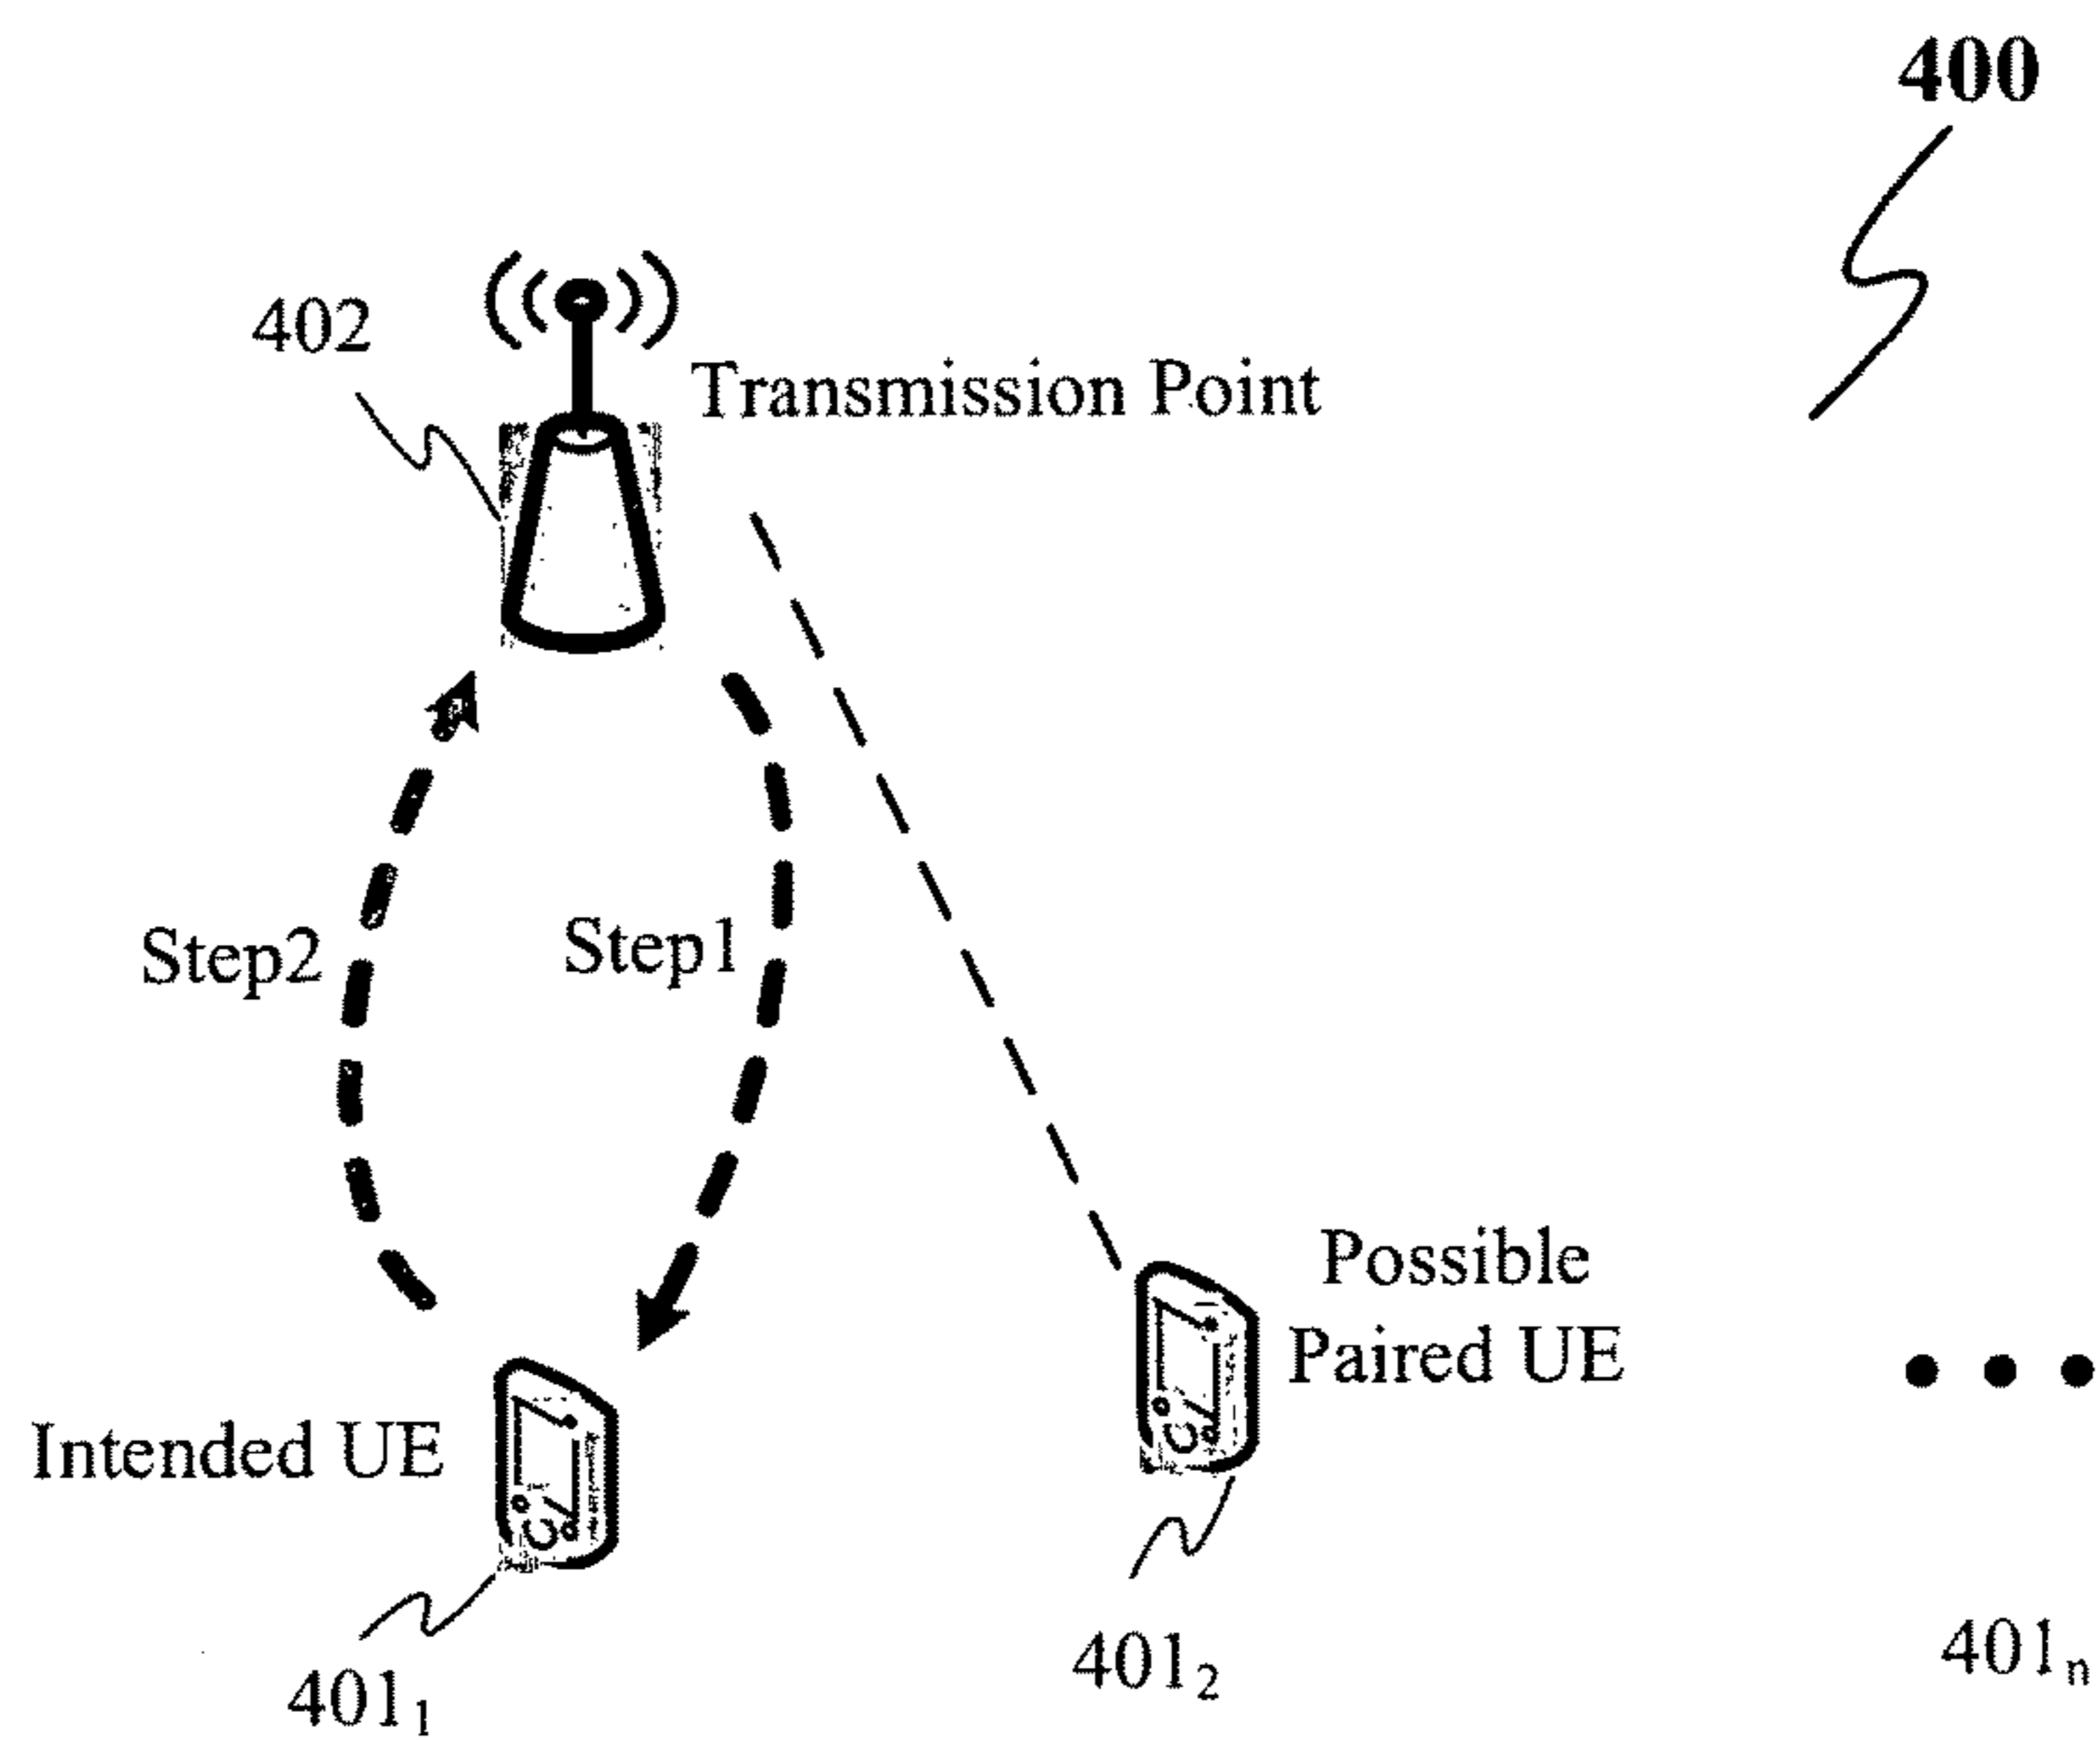 400
402
Transmission Point
Step2
Step1
Possible
Paired UE
Intended UE
401₁
401₂
401ₙ